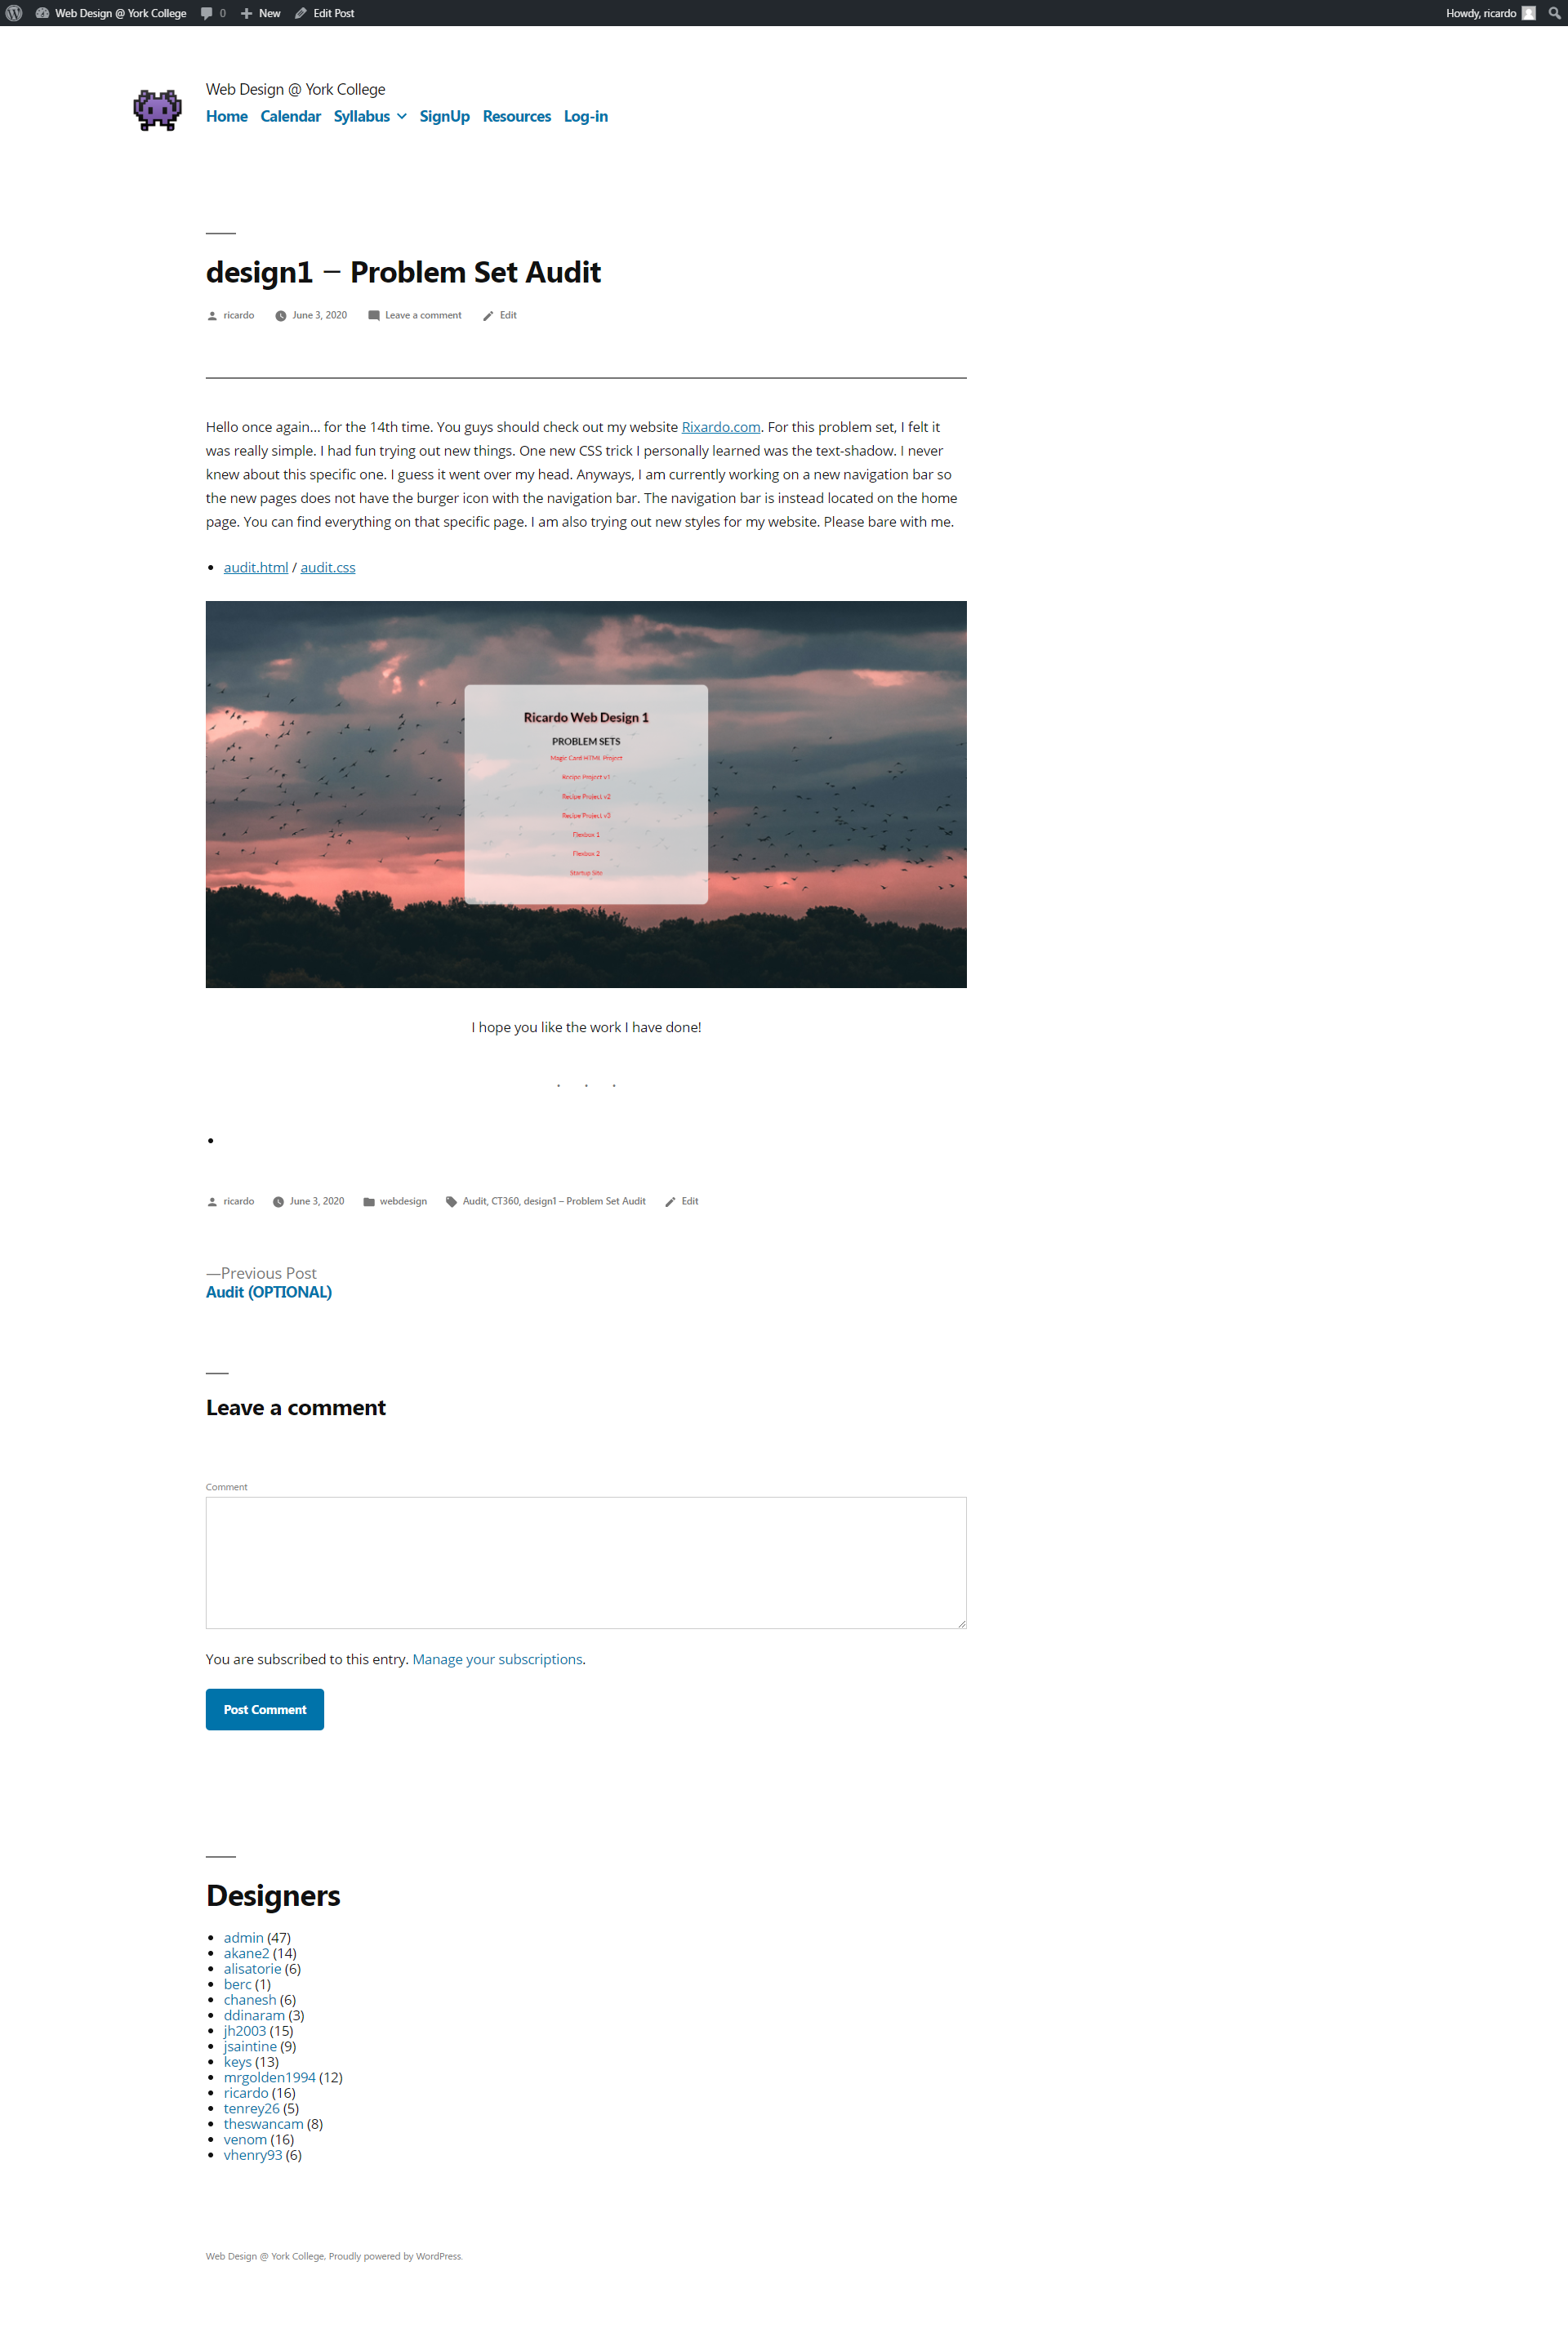 Web Design @ York College 0 New Edit Post Howdy, ricardo
Web Design @ York College
Home Calendar Syllabus SignUp Resources Log-in
design1 – Problem Set Audit
ricardo June 3, 2020 Leave a comment Edit
Hello once again… for the 14th time. You guys should check out my website Rixardo.com. For this problem set, I felt it
was really simple. I had fun trying out new things. One new CSS trick I personally learned was the text-shadow. I never
knew about this specific one. I guess it went over my head. Anyways, I am currently working on a new navigation bar so
the new pages does not have the burger icon with the navigation bar. The navigation bar is instead located on the home
page. You can find everything on that specific page. I am also trying out new styles for my website. Please bare with me.
audit.html / audit.css
Ricardo Web Design 1
PROBLEM SETS
Magic Card HTML Project
Recipe Project v1
Recipe Project v2
Recipe Project v3
Flexbox 1
Flexbox 2
Startup Site
I hope you like the work I have done!
. . .
ricardo June 3, 2020 webdesign Audit, CT360, design1 – Problem Set Audit Edit
—Previous Post
Audit (OPTIONAL)
Leave a comment
Comment
You are subscribed to this entry. Manage your subscriptions.
Post Comment
Designers
admin (47)
akane2 (14)
alisatorie (6)
berc (1)
chanesh (6)
ddinaram (3)
jh2003 (15)
jsaintine (9)
keys (13)
mrgolden1994 (12)
ricardo (16)
tenrey26 (5)
theswancam (8)
venom (16)
vhenry93 (6)
Web Design @ York College, Proudly powered by WordPress.